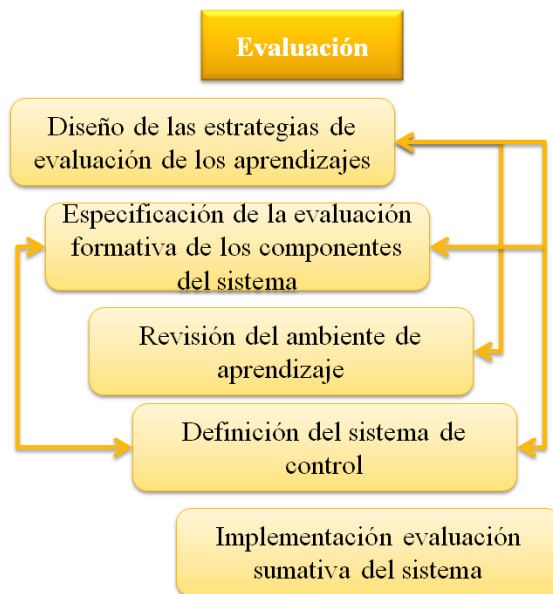 Evaluación
Diseño de las estrategias de
evaluación de los aprendizajes
Especificación de la evaluación
formativa de los componentes
del sistema
Revisión del ambiente de
aprendizaje
Definición del sistema de
control
Implementación evaluación
sumativa del sistema